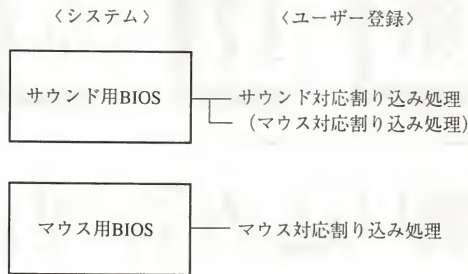 〈システム〉 〈ユーザー登録〉
サウンド用BIOS サウンド対応割り込み処理
(マウス対応割り込み処理)
マウス用BIOS マウス対応割り込み処理